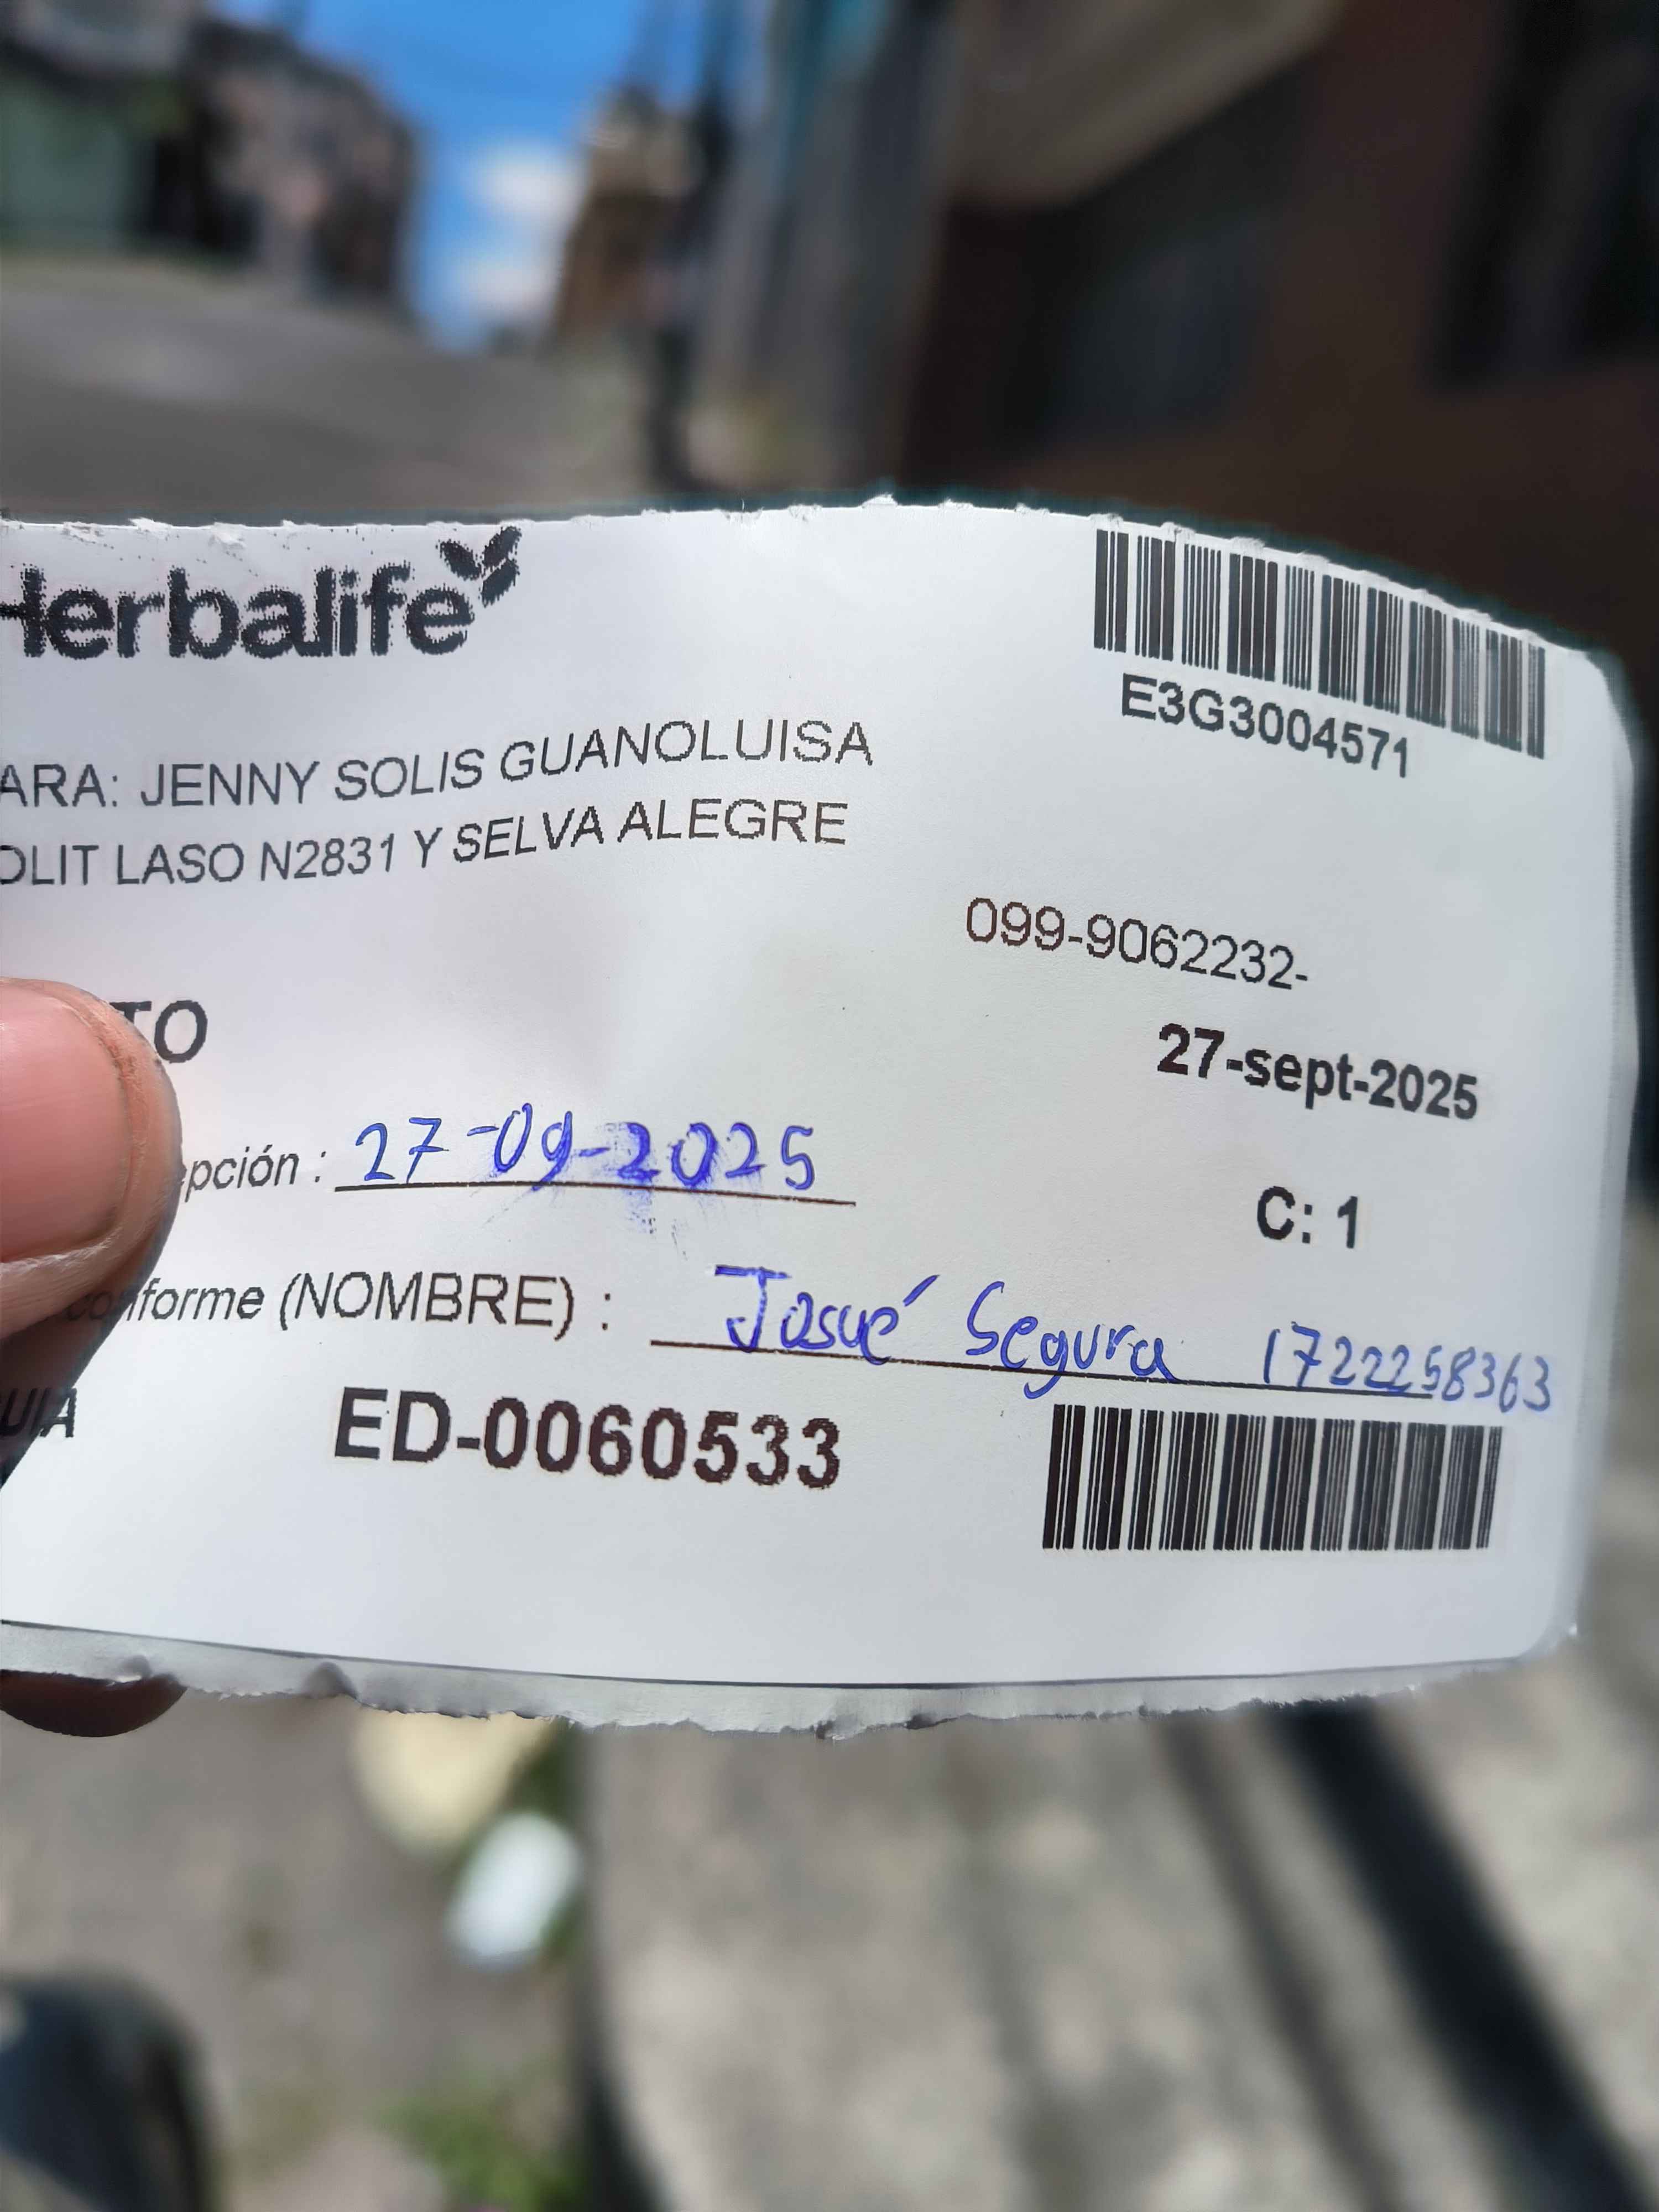 Herbalife
E3G3004571
ARA: JENNY SOLIS GUANOLUISA
OLIT LASO N2831 Y SELVA ALEGRE
099-9062232-
TO
27-sept-2025
epción : 27-09-2025
C: 1
conforme (NOMBRE) : Josué Segura 1722258363
UIA
ED-0060533